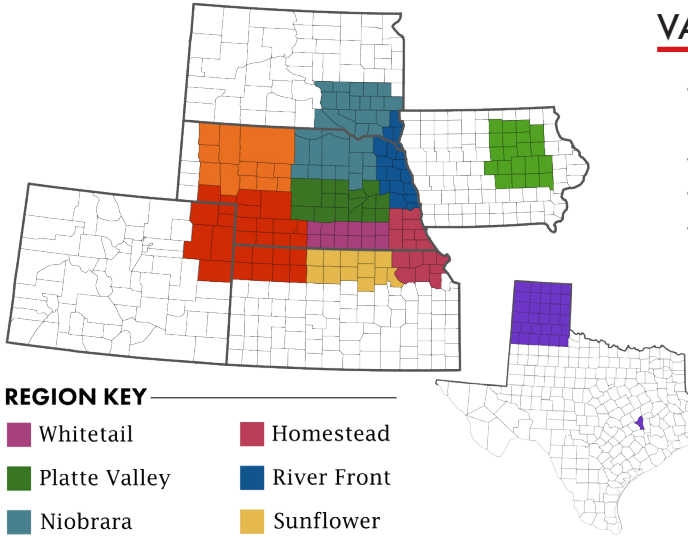 VA
REGION KEY
Whitetail
Homestead
Platte Valley
River Front
Niobrara
Sunflower